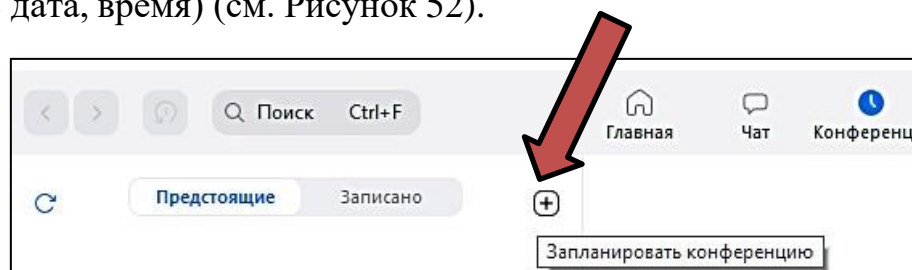 дата, время) (см. Рисунок 52).
Поиск Ctrl+F
Главная Чат Конференц
Предстоящие Записано
Запланировать конференцию